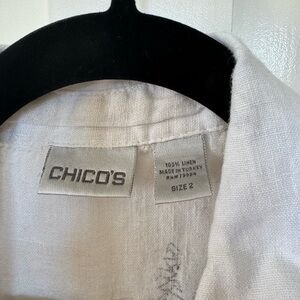 CHICO'S
100% LINEN
MADE IN TURKEY
SIZE 2